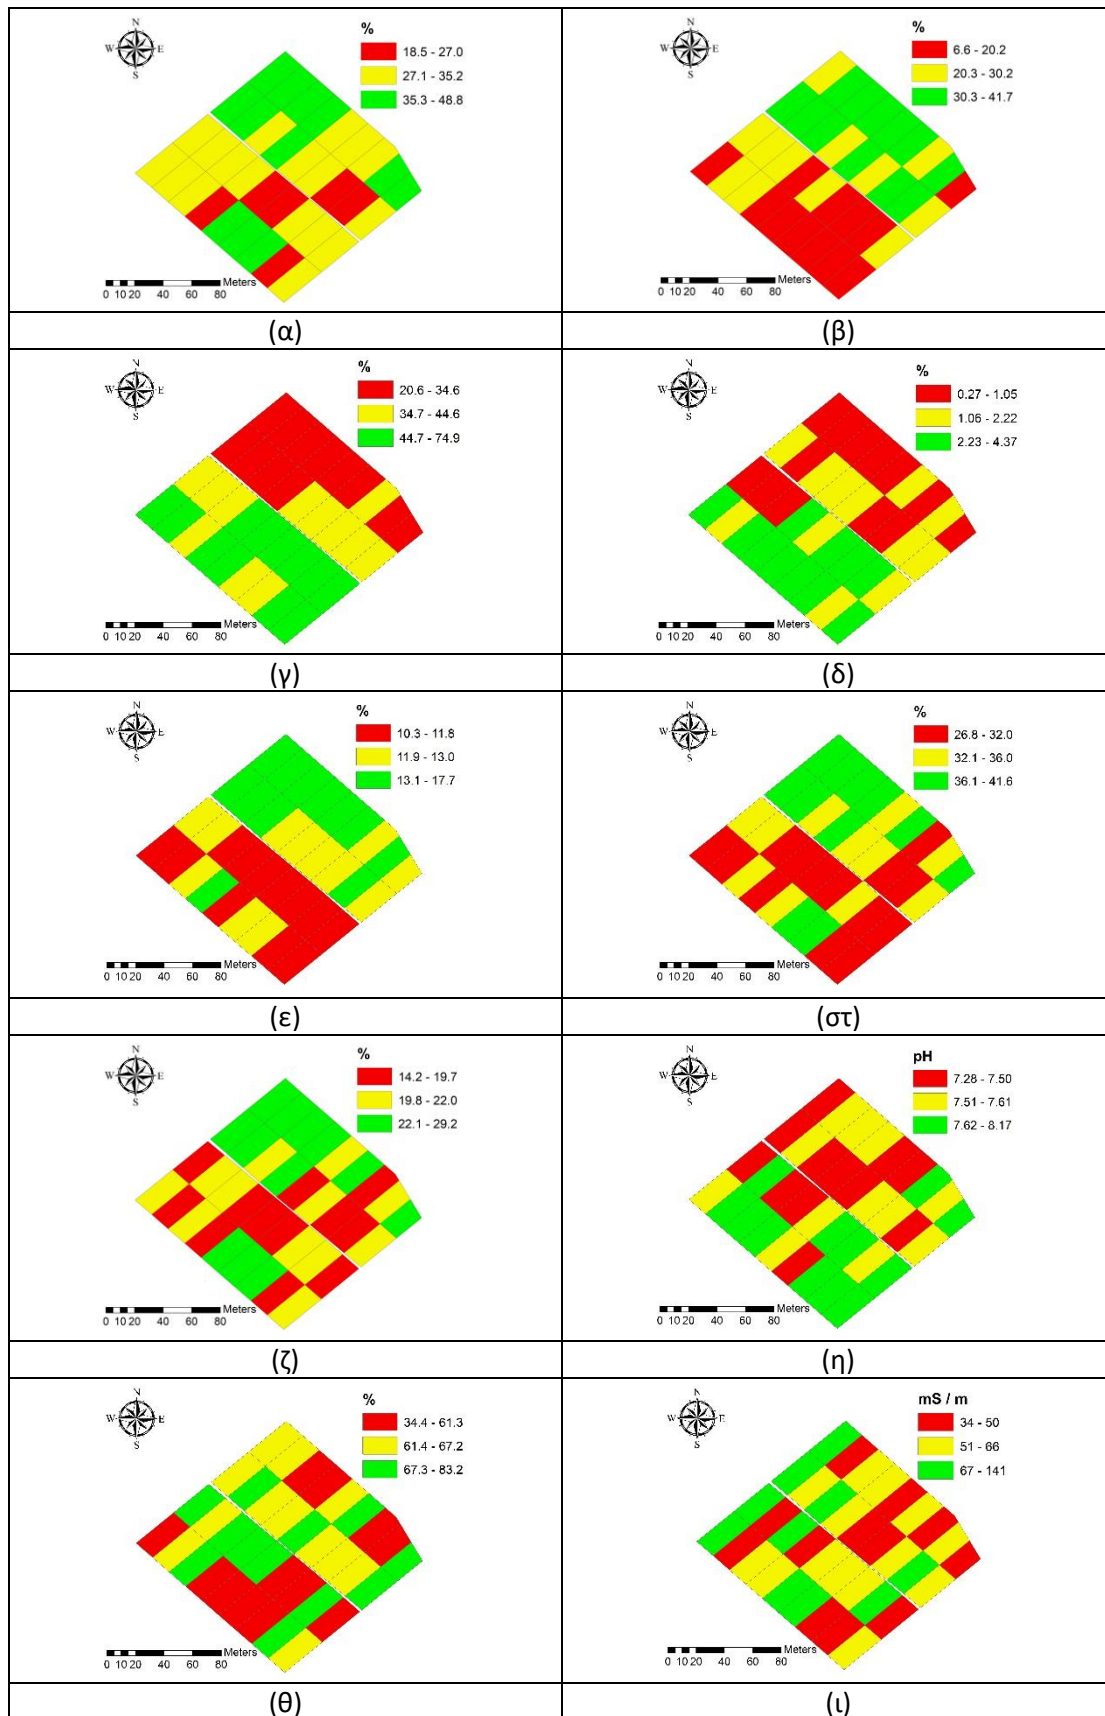 N
W E
S
%
18.5 - 27.0
27.1 - 35.2
35.3 - 48.8
Meters
0 10 20 40 60 80
(α)
N
W E
S
%
6.6 - 20.2
20.3 - 30.2
30.3 - 41.7
Meters
0 10 20 40 60 80
(β)
N
W E
S
%
20.6 - 34.6
34.7 - 44.6
44.7 - 74.9
Meters
0 10 20 40 60 80
(γ)
N
W E
S
%
0.27 - 1.05
1.06 - 2.22
2.23 - 4.37
Meters
0 10 20 40 60 80
(δ)
N
W E
S
%
10.3 - 11.8
11.9 - 13.0
13.1 - 17.7
Meters
0 10 20 40 60 80
(ε)
N
W E
S
%
26.8 - 32.0
32.1 - 36.0
36.1 - 41.6
Meters
0 10 20 40 60 80
(στ)
N
W E
S
%
14.2 - 19.7
19.8 - 22.0
22.1 - 29.2
Meters
0 10 20 40 60 80
(ζ)
N
W E
S
pH
7.28 - 7.50
7.51 - 7.61
7.62 - 8.17
Meters
0 10 20 40 60 80
(η)
N
W E
S
%
34.4 - 61.3
61.4 - 67.2
67.3 - 83.2
Meters
0 10 20 40 60 80
(θ)
N
W E
S
mS / m
34 - 50
51 - 66
67 - 141
Meters
0 10 20 40 60 80
(ι)